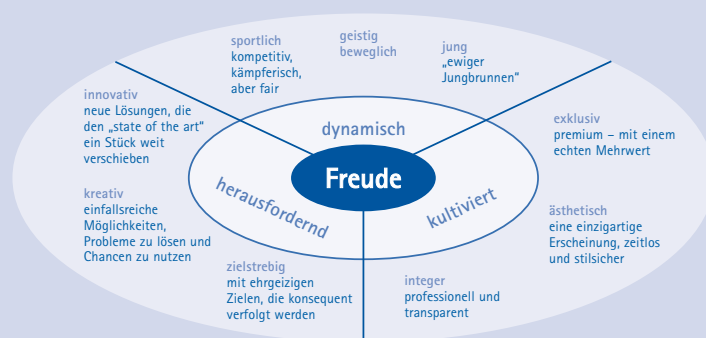 sportlich
kompetitiv,
kämpferisch,
aber fair
geistig
beweglich
jung
„ewiger
Jungbrunnen“
innovativ
neue Lösungen, die
den „state of the art“
ein Stück weit
verschieben
exklusiv
premium – mit einem
echten Mehrwert
dynamisch
Freude
herausfordernd
kultiviert
kreativ
einfallsreiche
Möglichkeiten,
Probleme zu lösen und
Chancen zu nutzen
ästhetisch
eine einzigartige
Erscheinung, zeitlos
und stilsicher
zielstrebig
mit ehrgeizigen
Zielen, die konsequent
verfolgt werden
integer
professionell und
transparent